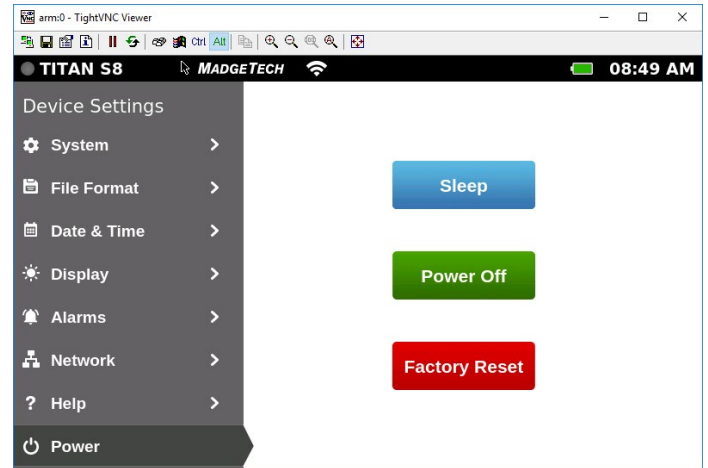 arm:0 - TightVNC Viewer
Ctrl Alt
TITAN S8 MADGETECH 08:49 AM
Device Settings
System
File Format
Date & Time
Display
Alarms
Network
? Help
Power
Sleep
Power Off
Factory Reset